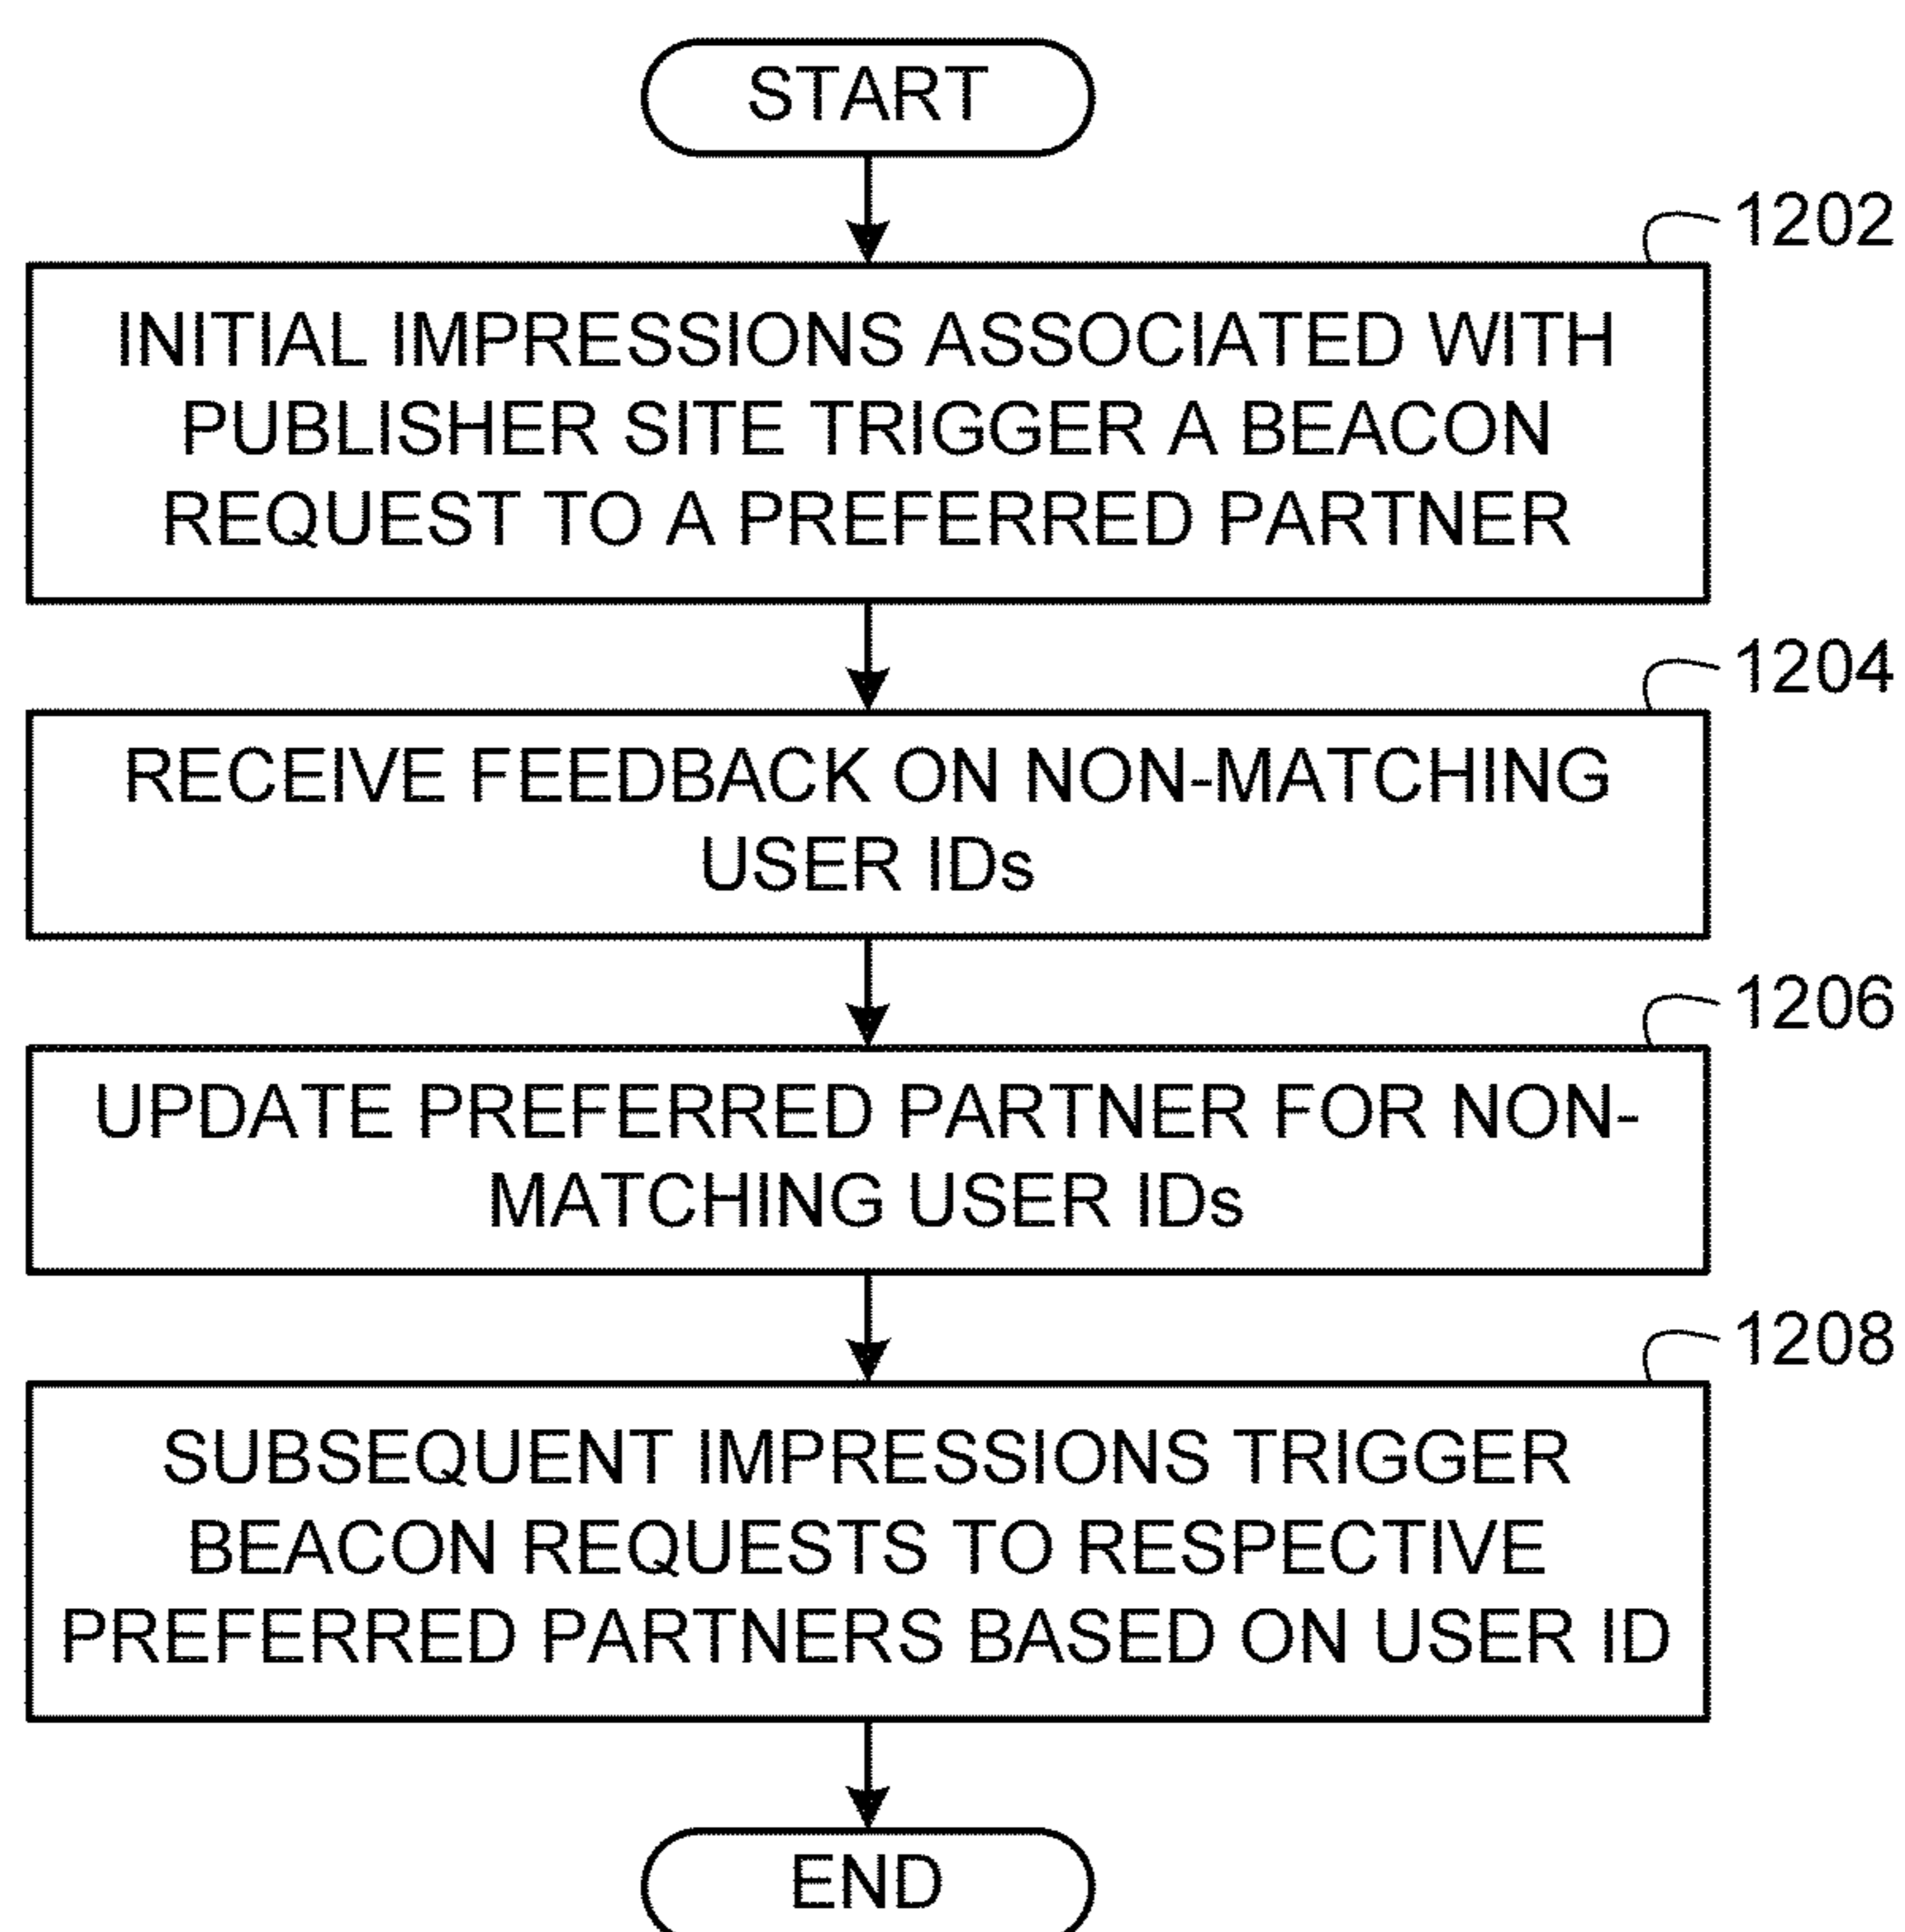 START
1202
INITIAL IMPRESSIONS ASSOCIATED WITH
PUBLISHER SITE TRIGGER A BEACON
REQUEST TO A PREFERRED PARTNER
1204
RECEIVE FEEDBACK ON NON-MATCHING
USER IDs
1206
UPDATE PREFERRED PARTNER FOR NON-
MATCHING USER IDs
1208
SUBSEQUENT IMPRESSIONS TRIGGER
BEACON REQUESTS TO RESPECTIVE
PREFERRED PARTNERS BASED ON USER ID
END